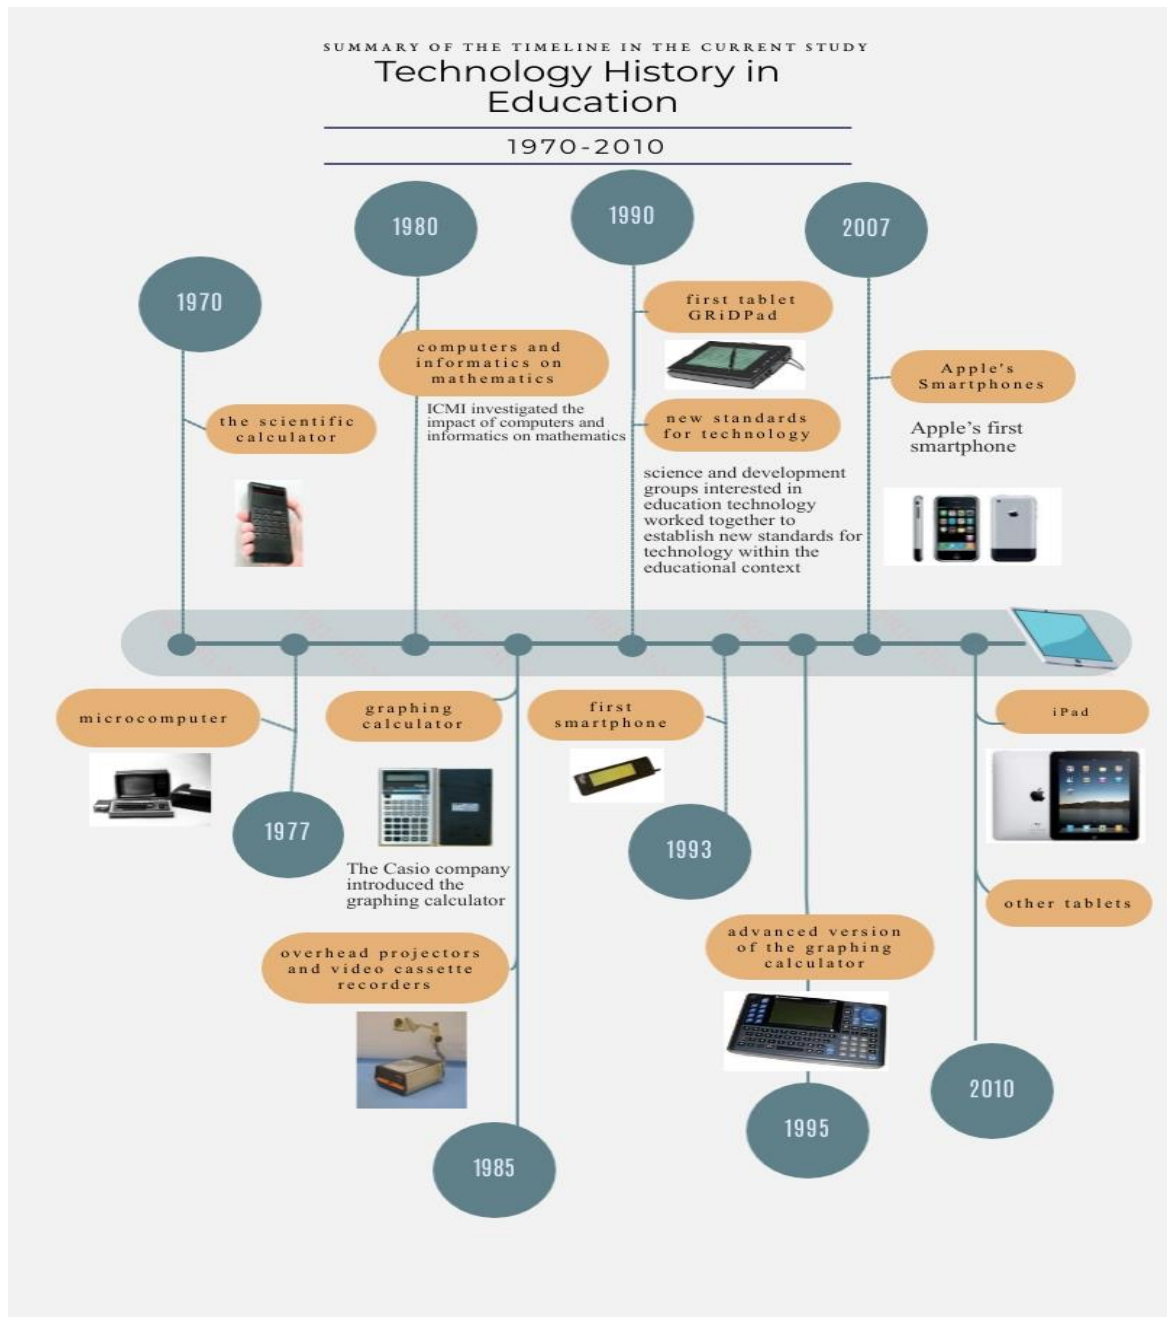 SUMMARY OF THE TIMELINE IN THE CURRENT STUDY
Technology History in
Education
1970-2010
1970
the scientific
calculator
1980
computers and
informatics on
mathematics
ICMI investigated the
impact of computers and
informatics on mathematics
1990
first tablet
GRiDPad
new standards
for technology
science and development
groups interested in
education technology
worked together to
establish new standards for
technology within the
educational context
2007
Apple's
Smartphones
Apple's first
smartphone
microcomputer
1977
graphing
calculator
The Casio company
introduced the
graphing calculator
overhead projectors
and video cassette
recorders
1985
first
smartphone
1993
advanced version
of the graphing
calculator
1995
iPad
other tablets
2010